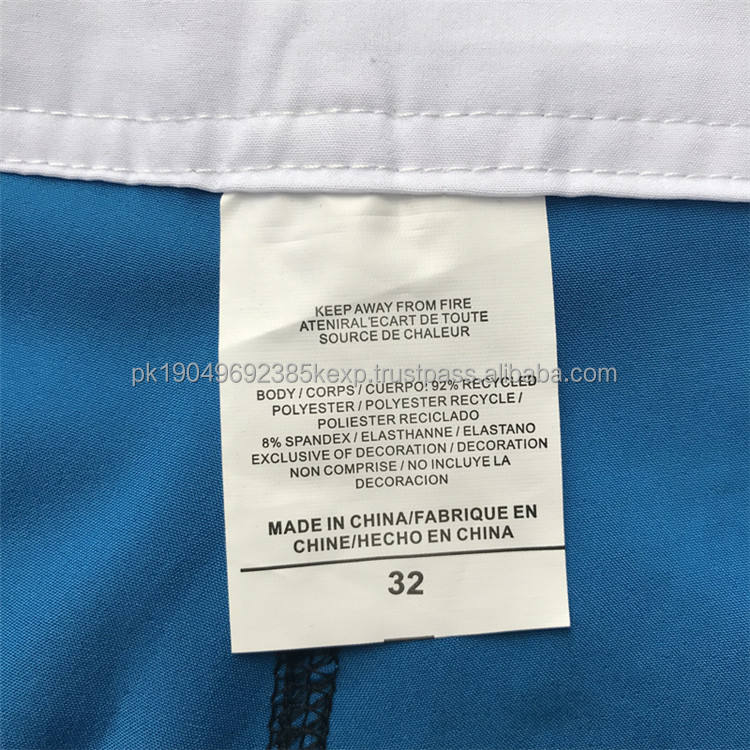 KEEP AWAY FROM FIRE
ATENIRAL'ECART DE TOUTE
SOURCE DE CHALEUR
pk19049692385kexp.trustpass.alibaba.com
BODY / CORPS / CUERPO: 92% RECYCLED
POLYESTER / POLYESTER RECYCLE /
POLIESTER RECICLADO
8% SPANDEX / ELASTHANNE / ELASTANO
EXCLUSIVE OF DECORATION / DECORATION
NON COMPRISE / NO INCLUYE LA
DECORACION
MADE IN CHINA/FABRIQUE EN
CHINE/HECHO EN CHINA
32